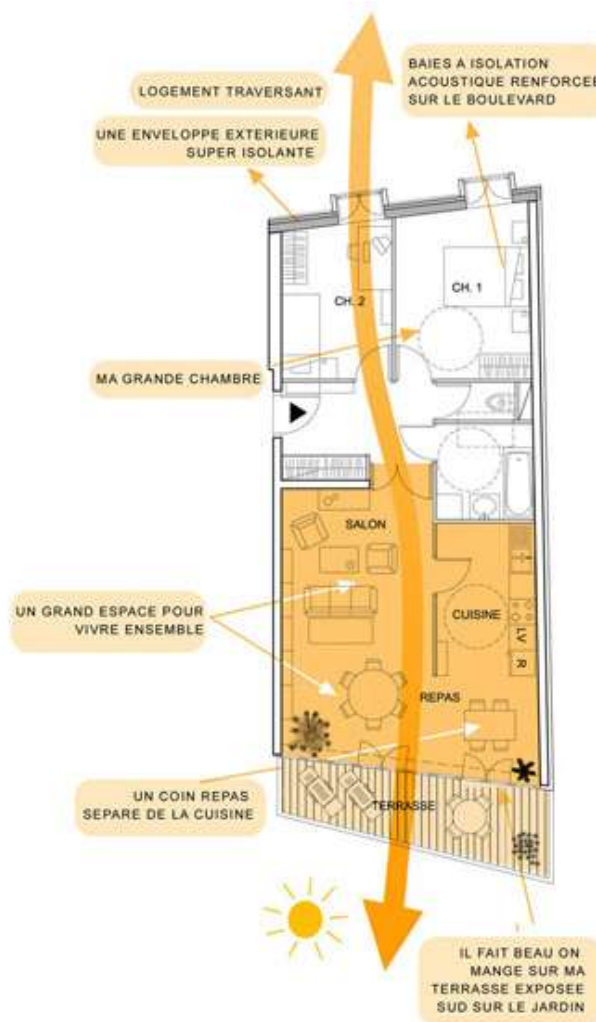 BAIES A ISOLATION
ACOUSTIQUE RENFORCEE
SUR LE BOULEVARD
LOGEMENT TRAVERSANT
UNE ENVELOPPE EXTERIEURE
SUPER ISOLANTE
CH. 2
CH. 1
MA GRANDE CHAMBRE
SALON
UN GRAND ESPACE POUR
VIVRE ENSEMBLE
CUISINE
LV
R
REPAS
UN COIN REPAS
SEPARE DE LA CUISINE
TERRASSE
IL FAIT BEAU ON
MANGE SUR MA
TERRASSE EXPOSEE
SUD SUR LE JARDIN